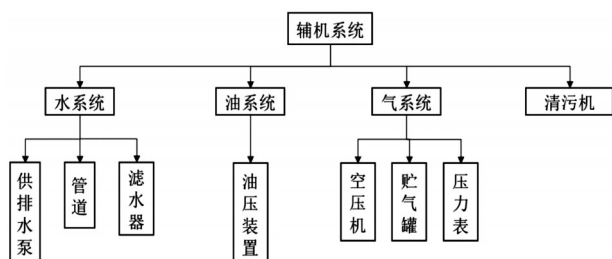 辅机系统
水系统
油系统
气系统
清污机
供排水泵
管道
滤水器
油压装置
空压机
贮气罐
压力表